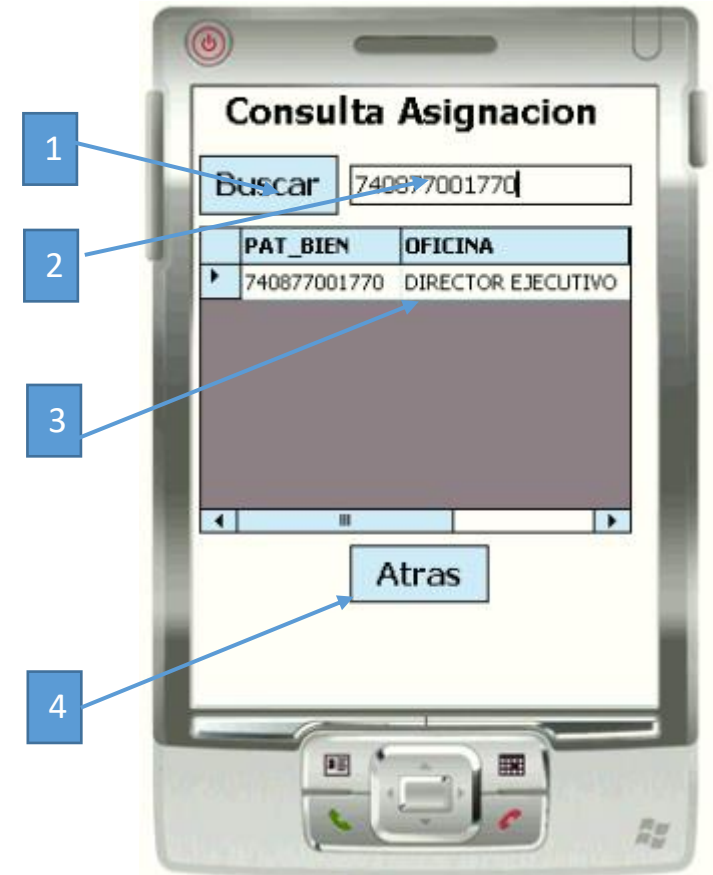 Consulta Asignacion
1
Buscar 740877001770
2
PAT_BIEN OFICINA
740877001770 DIRECTOR EJECUTIVO
3
Atras
4